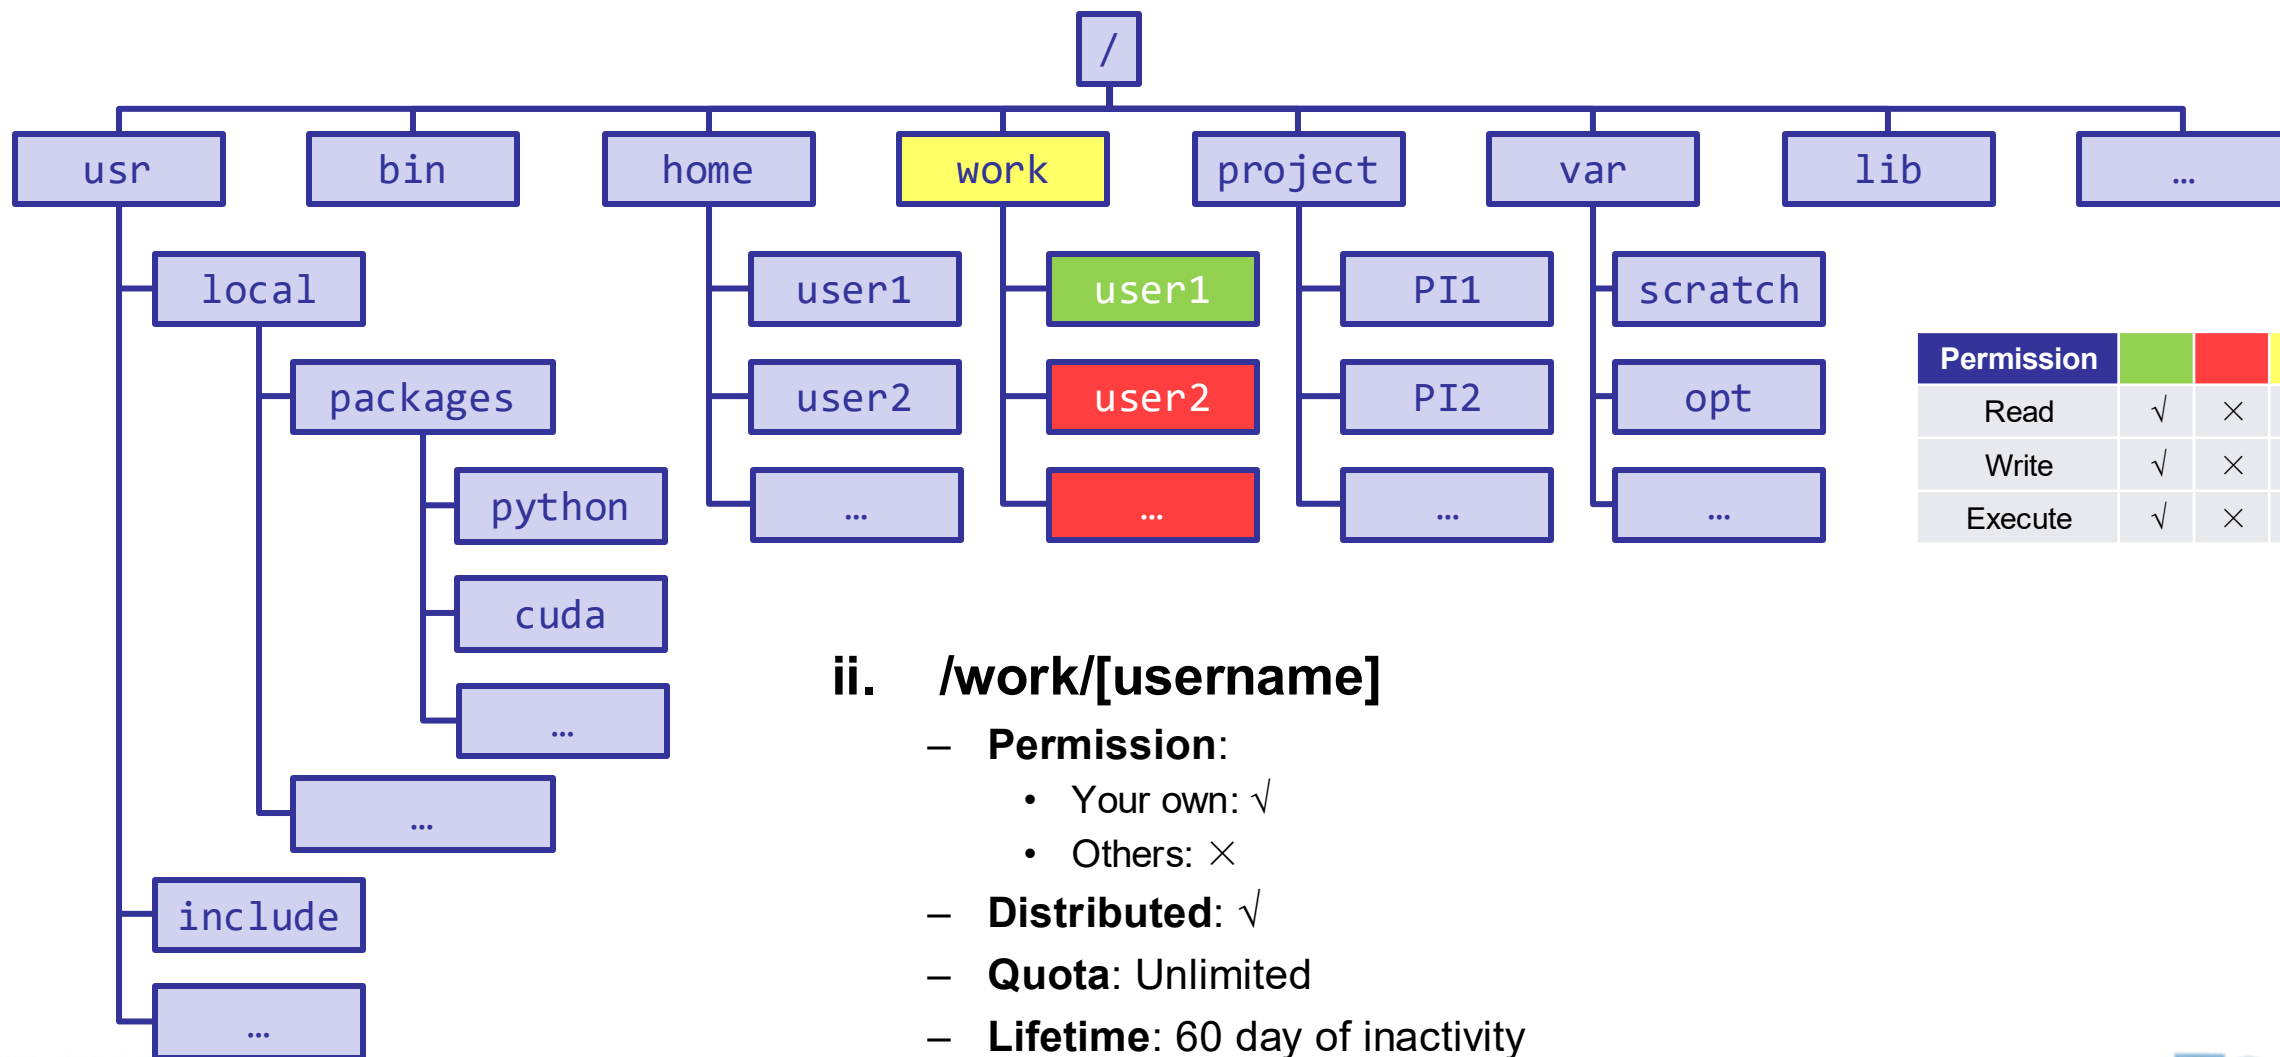 /
usr bin home work project var lib …
local user1 user1 PI1 scratch
Permission
packages user2 user2 PI2 opt
Read √ ×
Write √ ×
python … … … …
Execute √ ×
cuda
ii. /work/[username]
…
– Permission:
• Your own: √
… 
• Others: ×
include
– Distributed: √
– Quota: Unlimited
…
– Lifetime: 60 day of inactivity